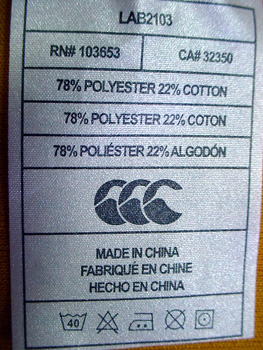 LAB2103
RN# 103653 CA# 32350
78% POLYESTER 22% COTTON
78% POLYESTER 22% COTON
78% POLIÉSTER 22% ALGODÓN
MADE IN CHINA
FABRIQUÉ EN CHINE
HECHO EN CHINA
40